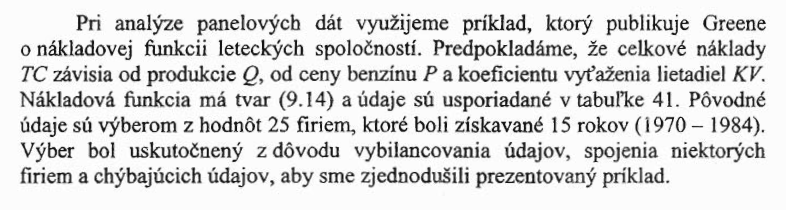 Pri analýze panelových dát využijeme príklad, ktorý publikuje Greene
o nákladovej funkcii leteckých spoločností. Predpokladáme, že celkové náklady
TC závisia od produkcie Q, od ceny benzínu P a koeficientu vyťaženia lietadiel KV.
Nákladová funkcia má tvar (9.14) a údaje sú usporiadané v tabuľke 41. Pôvodné
údaje sú výberom z hodnôt 25 firiem, ktoré boli získavané 15 rokov (1970 – 1984).
Výber bol uskutočnený z dôvodu vybilancovania údajov, spojenia niektorých
firiem a chýbajúcich údajov, aby sme zjednodušili prezentovaný príklad.